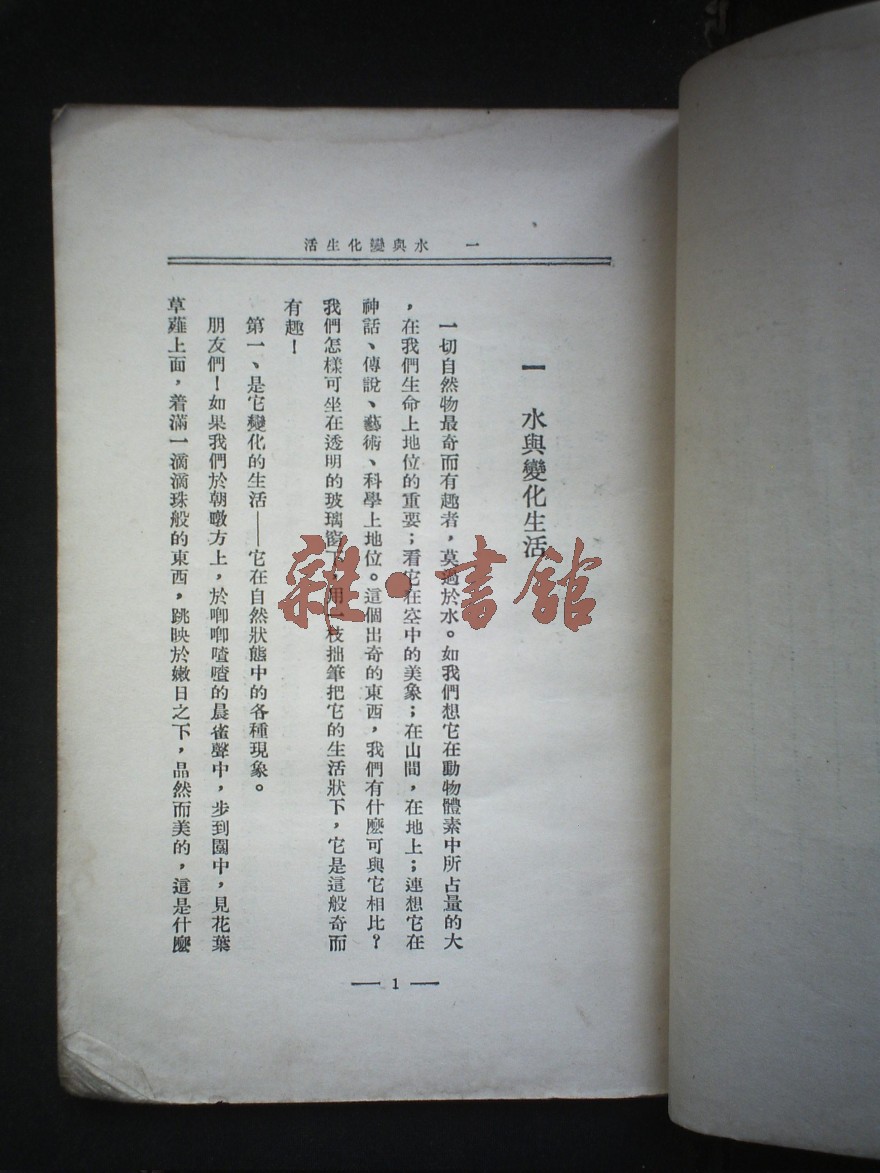 一 水與變化生活
一 水與變化生活
一切自然物最奇而有趣者，莫過於水。如我們想它在動物體素中所占量的大
，在我們生命上地位的重要；看它在空中的美象；在山間，在地上；連想它在
神話、傳說、藝術、科學上地位。這個出奇的東西，我們有什麼可與它相比？
我們怎樣可坐在透明的玻璃窗下，用一枝拙筆把它的生活狀下，它是這般奇而
有趣！
第一、是它變化的生活——它在自然狀態中的各種現象。
朋友們！如果我們於朝暾方上，於唧唧喳喳的晨雀聲中，步到園中，見花葉
草薤上面，着滿一滴滴珠般的東西，跳映於嫩日之下，晶然而美的，這是什麼
— 1 —
雜·書館